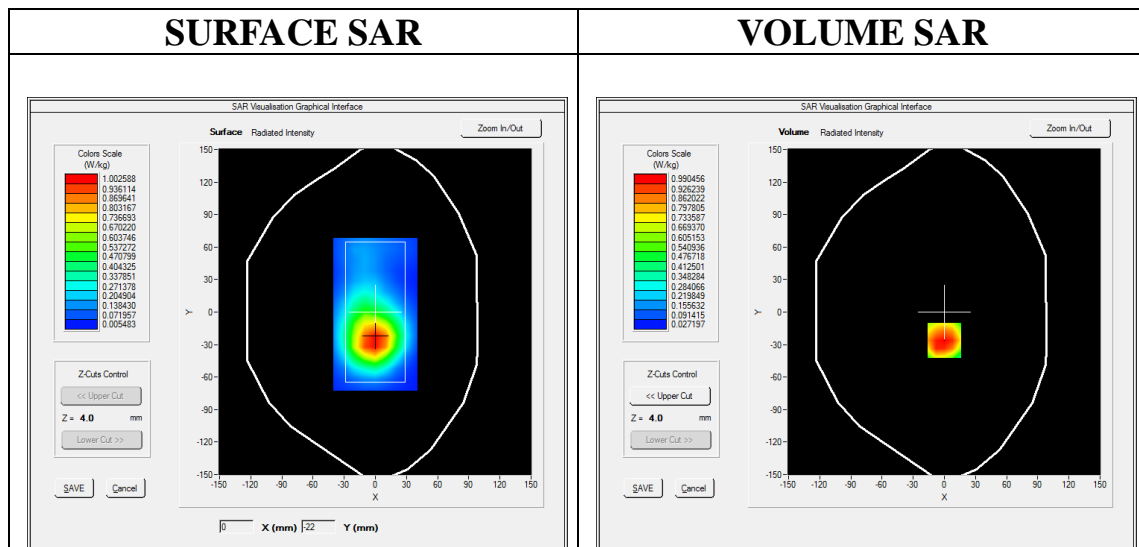 SURFACE SAR
VOLUME SAR
SAR Visualisation Graphical Interface
Surface Radiated Intensity
Zoom In/Out
Colors Scale
(W/kg)
1.002588
0.936114
0.869641
0.803167
0.736693
0.670220
0.603746
0.537272
0.470799
0.404325
0.337851
0.271378
0.204904
0.138430
0.071957
0.005483
Z-Cuts Control
<< Upper Cut
Z = 4.0 mm
Lower Cut >>
SAVE Cancel
150
120
90
60
30
0
-30
-60
-90
-120
-150
Y
-150 -120 -90 -60 -30 0 30 60 90 120 150
X
0 X (mm) -22 Y (mm)
SAR Visualisation Graphical Interface
Volume Radiated Intensity
Zoom In/Out
Colors Scale
(W/kg)
0.990456
0.926239
0.862022
0.797805
0.733587
0.669370
0.605153
0.540936
0.476718
0.412501
0.348284
0.284066
0.219849
0.155632
0.091415
0.027197
Z-Cuts Control
<< Upper Cut
Z = 4.0 mm
Lower Cut >>
SAVE Cancel
150
120
90
60
30
0
-30
-60
-90
-120
-150
Y
-150 -120 -90 -60 -30 0 30 60 90 120 150
X